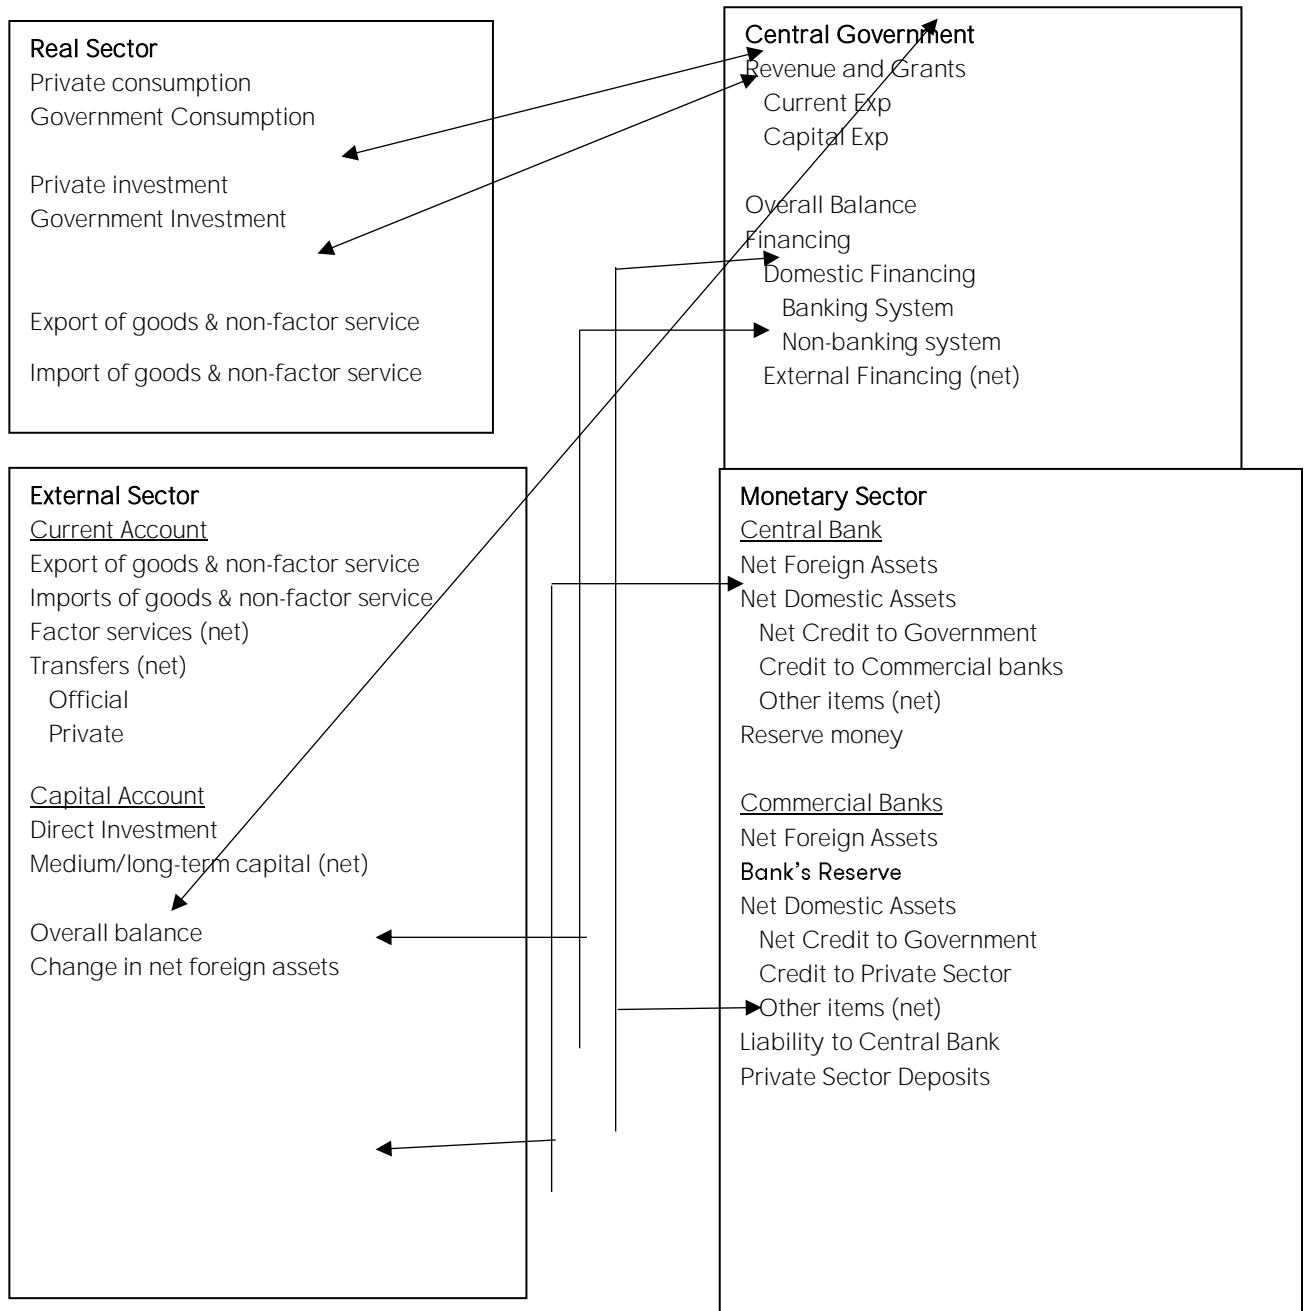 Real Sector
Private consumption
Government Consumption
Private investment
Government Investment
Export of goods & non-factor service
Import of goods & non-factor service
Central Government
Revenue and Grants
Current Exp
Capital Exp
Overall Balance
Financing
Domestic Financing
Banking System
Non-banking system
External Financing (net)
External Sector
Current Account
Export of goods & non-factor service
Imports of goods & non-factor service
Factor services (net)
Transfers (net)
Official
Private
Capital Account
Direct Investment
Medium/long-term capital (net)
Overall balance
Change in net foreign assets
Monetary Sector
Central Bank
Net Foreign Assets
Net Domestic Assets
Net Credit to Government
Credit to Commercial banks
Other items (net)
Reserve money
Commercial Banks
Net Foreign Assets
Bank's Reserve
Net Domestic Assets
Net Credit to Government
Credit to Private Sector
Other items (net)
Liability to Central Bank
Private Sector Deposits